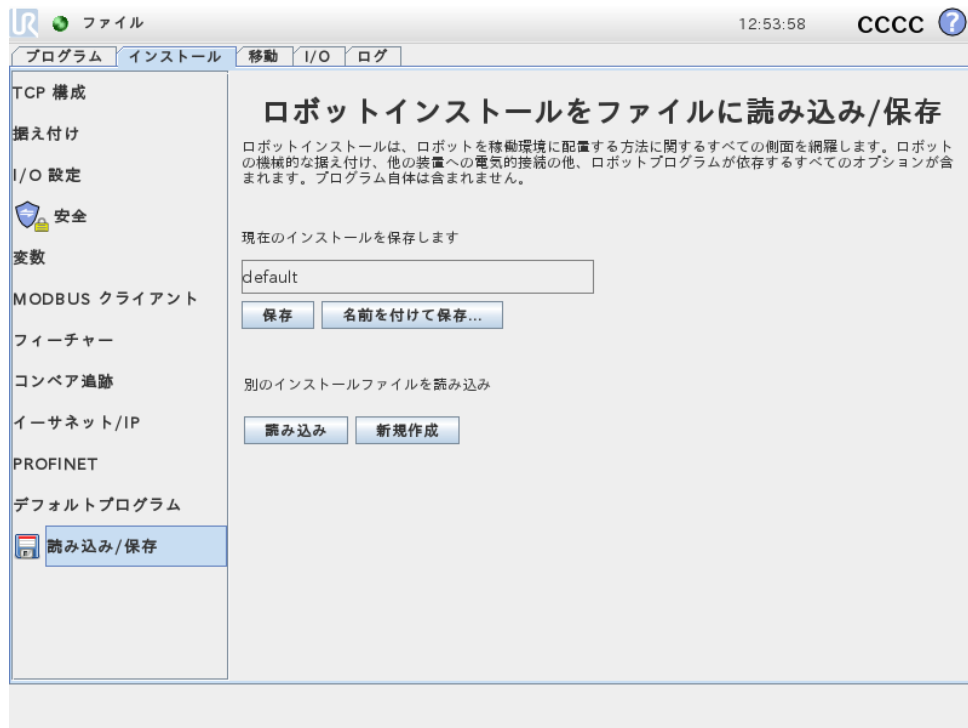 ファイル
12:53:58
CCCC
?
プログラム インストール 移動 I/O ログ
TCP 構成
据え付け
I/O 設定
安全
変数
MODBUS クライアント
フィーチャー
コンベア追跡
イーサネット/IP
PROFINET
デフォルトプログラム
読み込み/保存
ロボットインストールをファイルに読み込み/保存
ロボットインストールは、ロボットを稼働環境に配置する方法に関するすべての側面を網羅します。ロボット
の機械的な据え付け、他の装置への電気的接続の他、ロボットプログラムが依存するすべてのオプションが含
まれます。プログラム自体は含まれません。
現在のインストールを保存します
default
保存 名前を付けて保存...
別のインストールファイルを読み込み
読み込み 新規作成